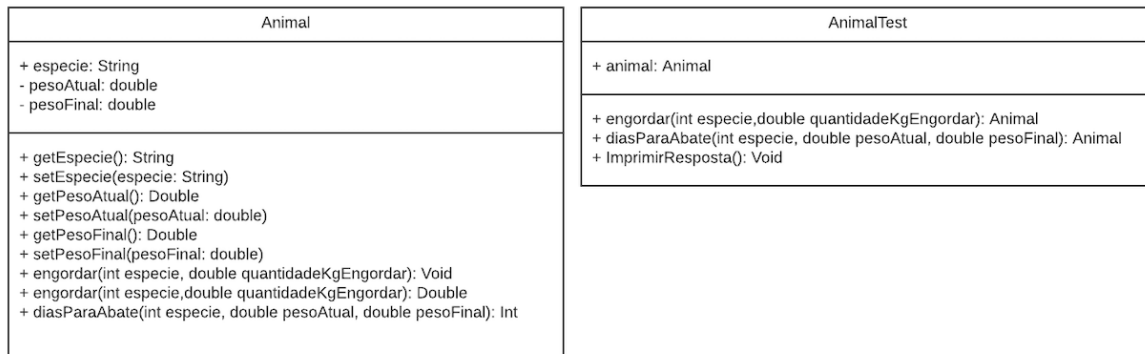 Animal
+ especie: String
- pesoAtual: double
- pesoFinal: double
+ getEspecie(): String
+ setEspecie(especie: String)
+ getPesoAtual(): Double
+ setPesoAtual(pesoAtual: double)
+ getPesoFinal(): Double
+ setPesoFinal(pesoFinal: double)
+ engordar(int especie, double quantidadeKgEngordar): Void
+ engordar(int especie,double quantidadeKgEngordar): Double
+ diasParaAbate(int especie, double pesoAtual, double pesoFinal): Int
AnimalTest
+ animal: Animal
+ engordar(int especie,double quantidadeKgEngordar): Animal
+ diasParaAbate(int especie, double pesoAtual, double pesoFinal): Animal
+ ImprimirResposta(): Void